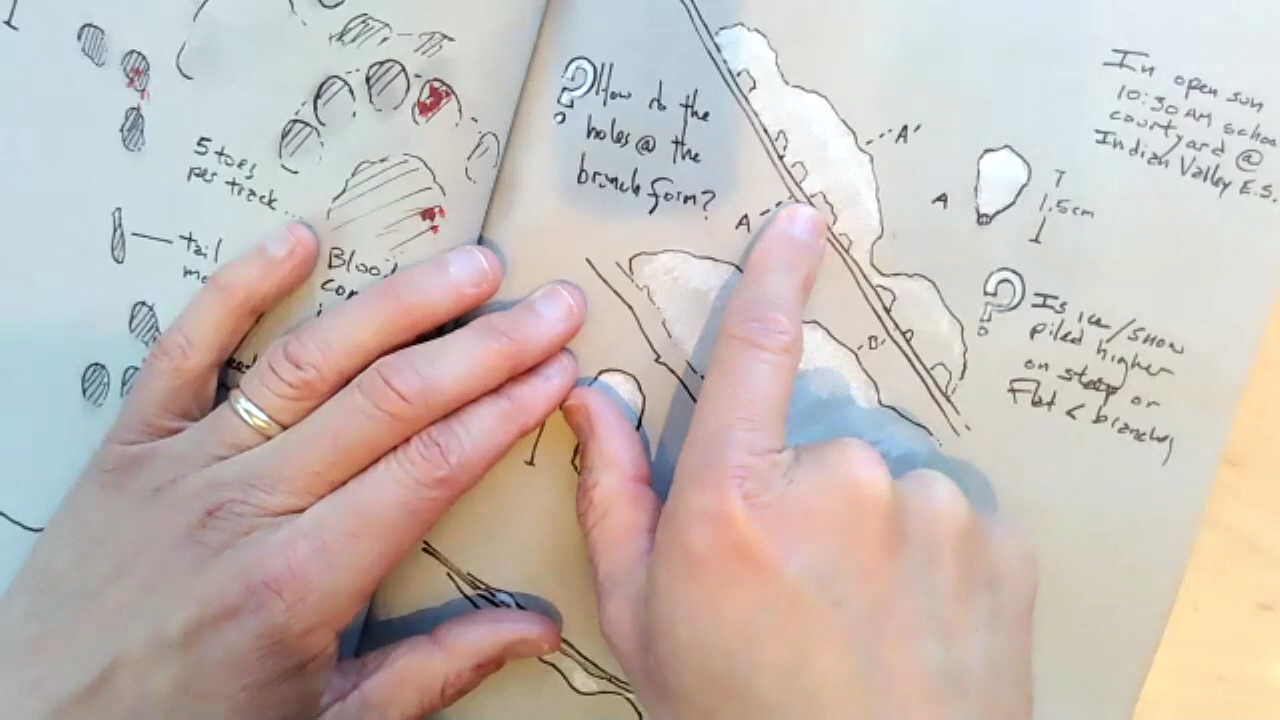 5 toes
per track...
tail
Blood
?
How do the
holes @ the
branch form?
A
A'
B
A
1.5cm
In open sun
10:30 AM school
courtyard @
Indian Valley E.S.
?
Is ice/snow
piled higher
on steep or
Flat < branches